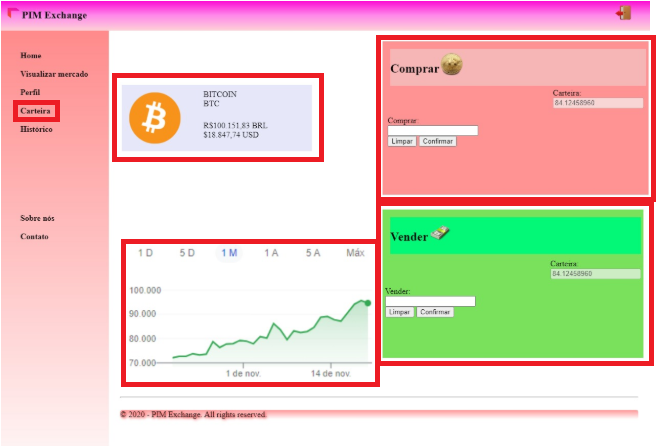 PIM Exchange
Home
Visualizar mercado
Perfil
Carteira
Histórico
Sobre nós
Contato
BITCOIN
BTC
R$100.151,83 BRL
$18.847,74 USD
1 D 5 D 1 M 1 A 5 A Máx
100.000
90.000
80.000
70.000
1 de nov. 14 de nov.
Comprar
Carteira:
84.12458960
Comprar:
Limpar Confirmar
Vender
Carteira:
84.12458960
Vender:
Limpar Confirmar
© 2020 - PIM Exchange. All rights reserved.